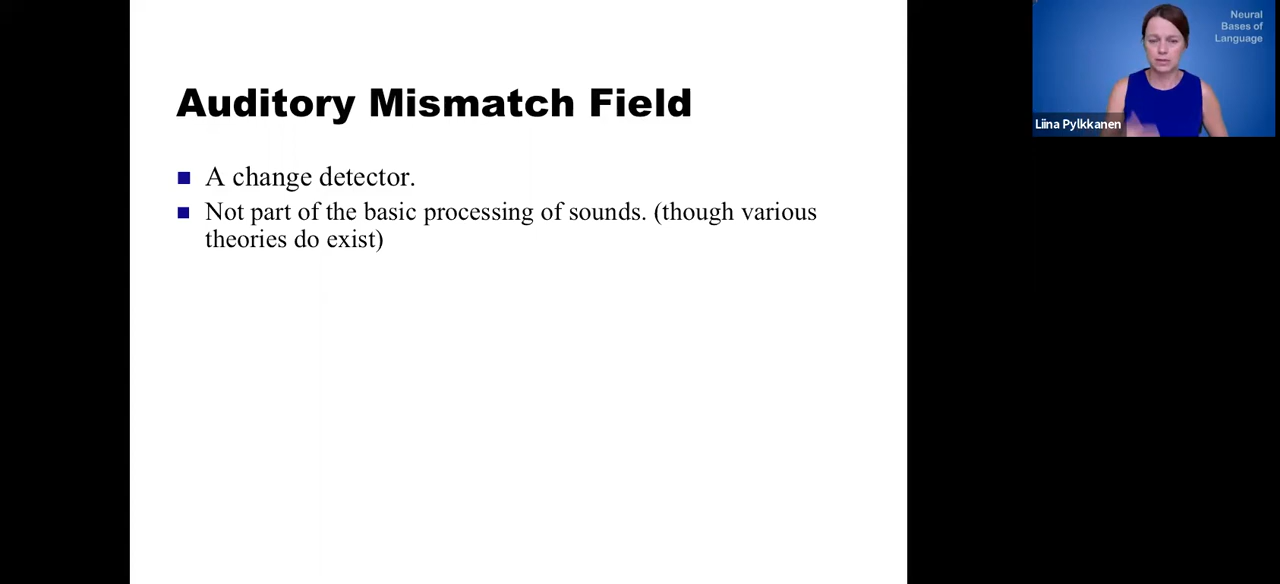 Auditory Mismatch Field
A change detector.
Not part of the basic processing of sounds. (though various
theories do exist)
Neural
Bases of
Language
Liina Pylkkanen